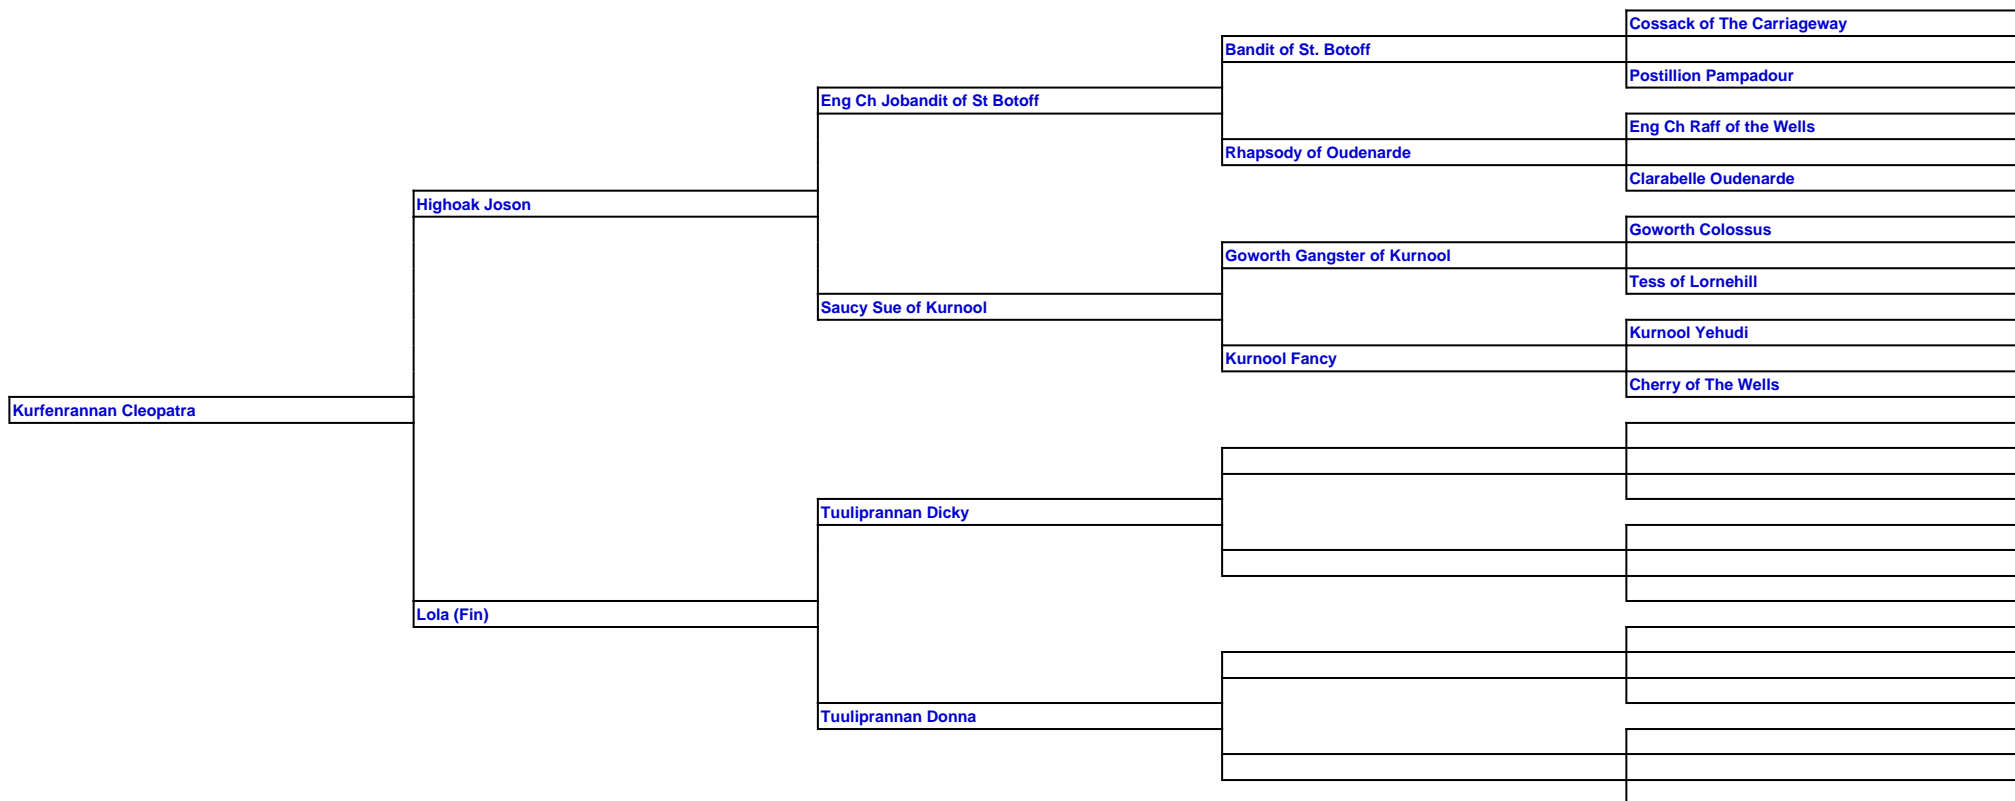 Cossack of The Carriageway
Bandit of St. Botoff
Postillion Pampadour
Eng Ch Jobandit of St Botoff
Eng Ch Raff of the Wells
Rhapsody of Oudenarde
Clarabelle Oudenarde
Highoak Joson
Goworth Colossus
Goworth Gangster of Kurnool
Tess of Lornehill
Saucy Sue of Kurnool
Kurnool Yehudi
Kurnool Fancy
Cherry of The Wells
Kurfenrannan Cleopatra
Tuuliprannan Dicky
Lola (Fin)
Tuuliprannan Donna